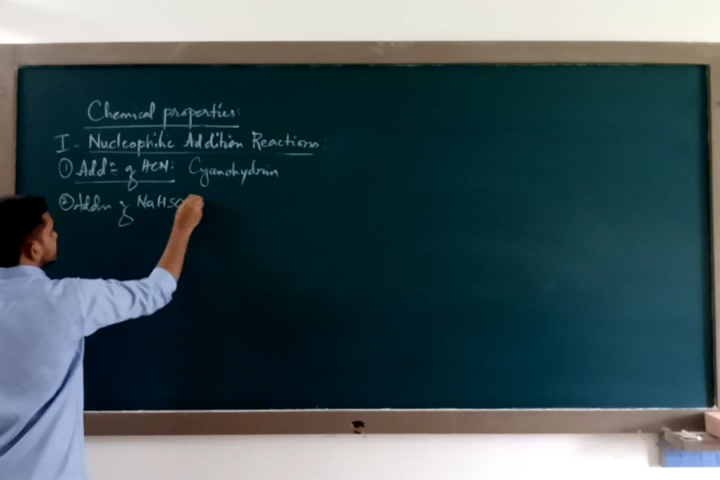 Chemical properties:
I - Nucleophilic Addition Reactions:
① Addn of HCN: Cyanohydrin
② Addn of NaHSO